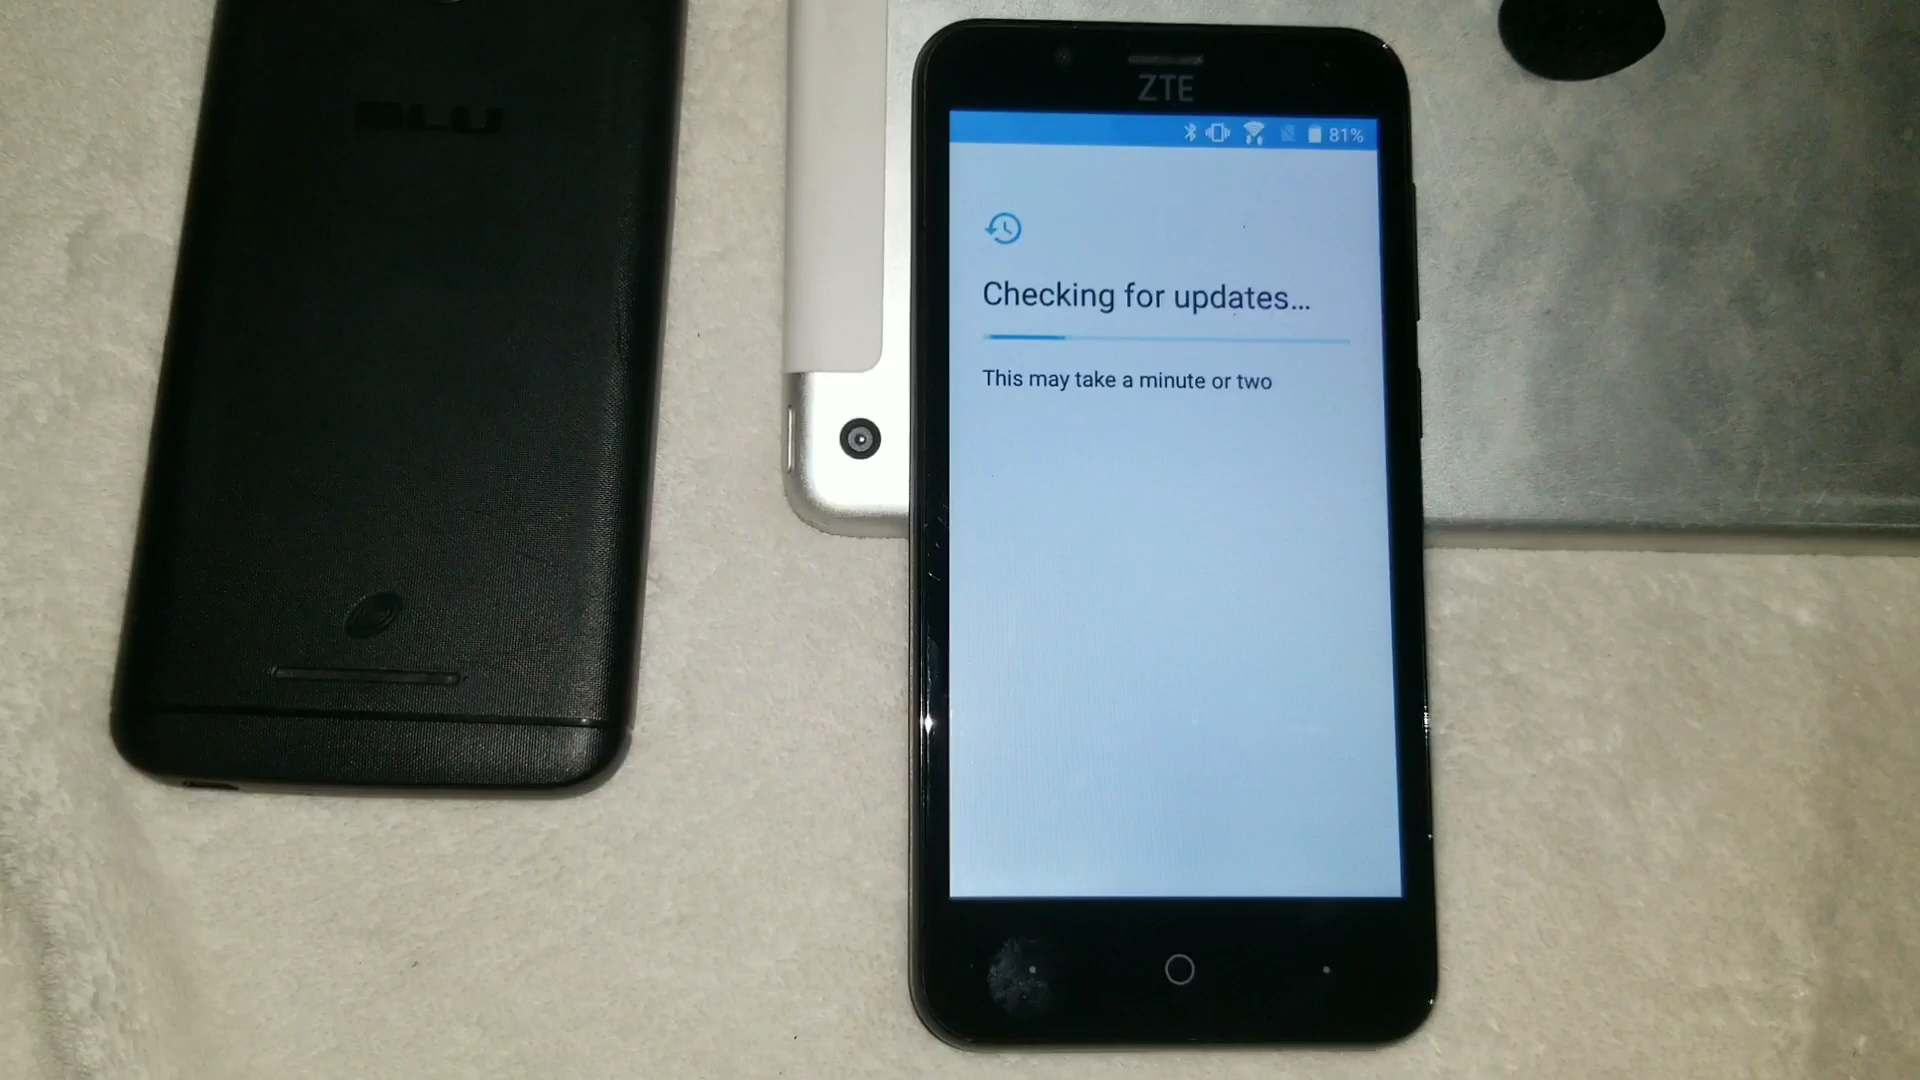 BLU
ZTE
81%
Checking for updates...
This may take a minute or two